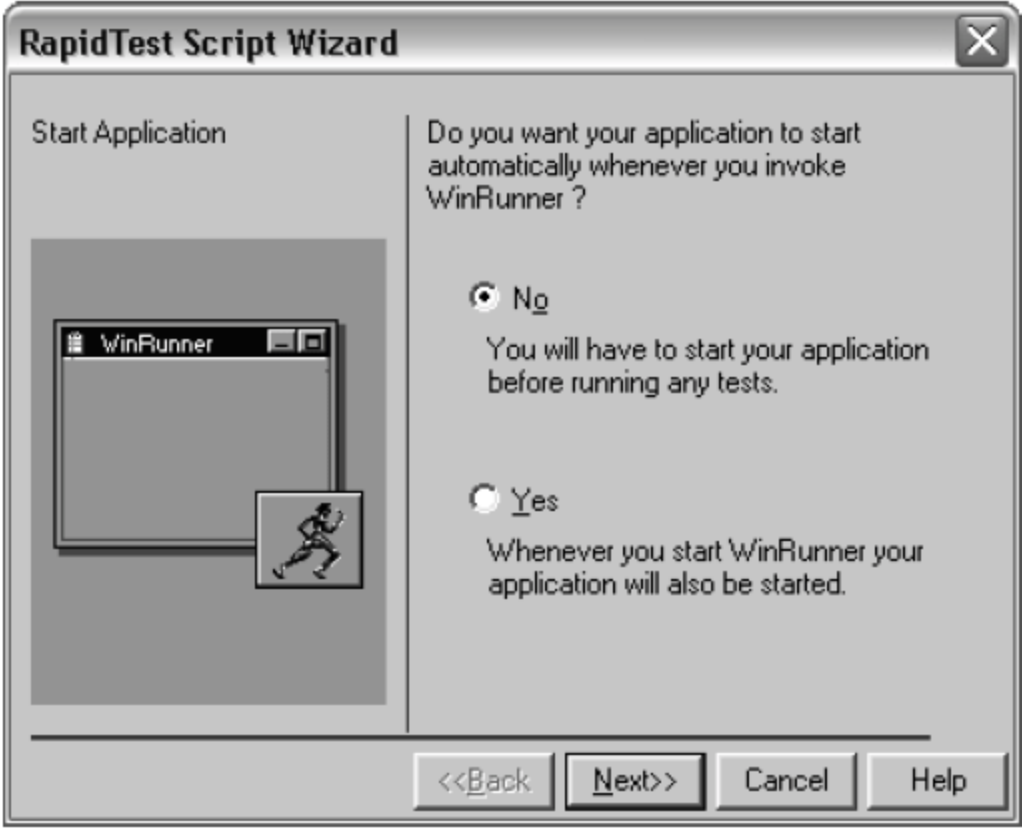 RapidTest Script Wizard
Start Application
Do you want your application to start
automatically whenever you invoke
WinRunner ?
WinRunner
No
You will have to start your application
before running any tests.
Yes
Whenever you start WinRunner your
application will also be started.
<<Back
Next>>
Cancel
Help